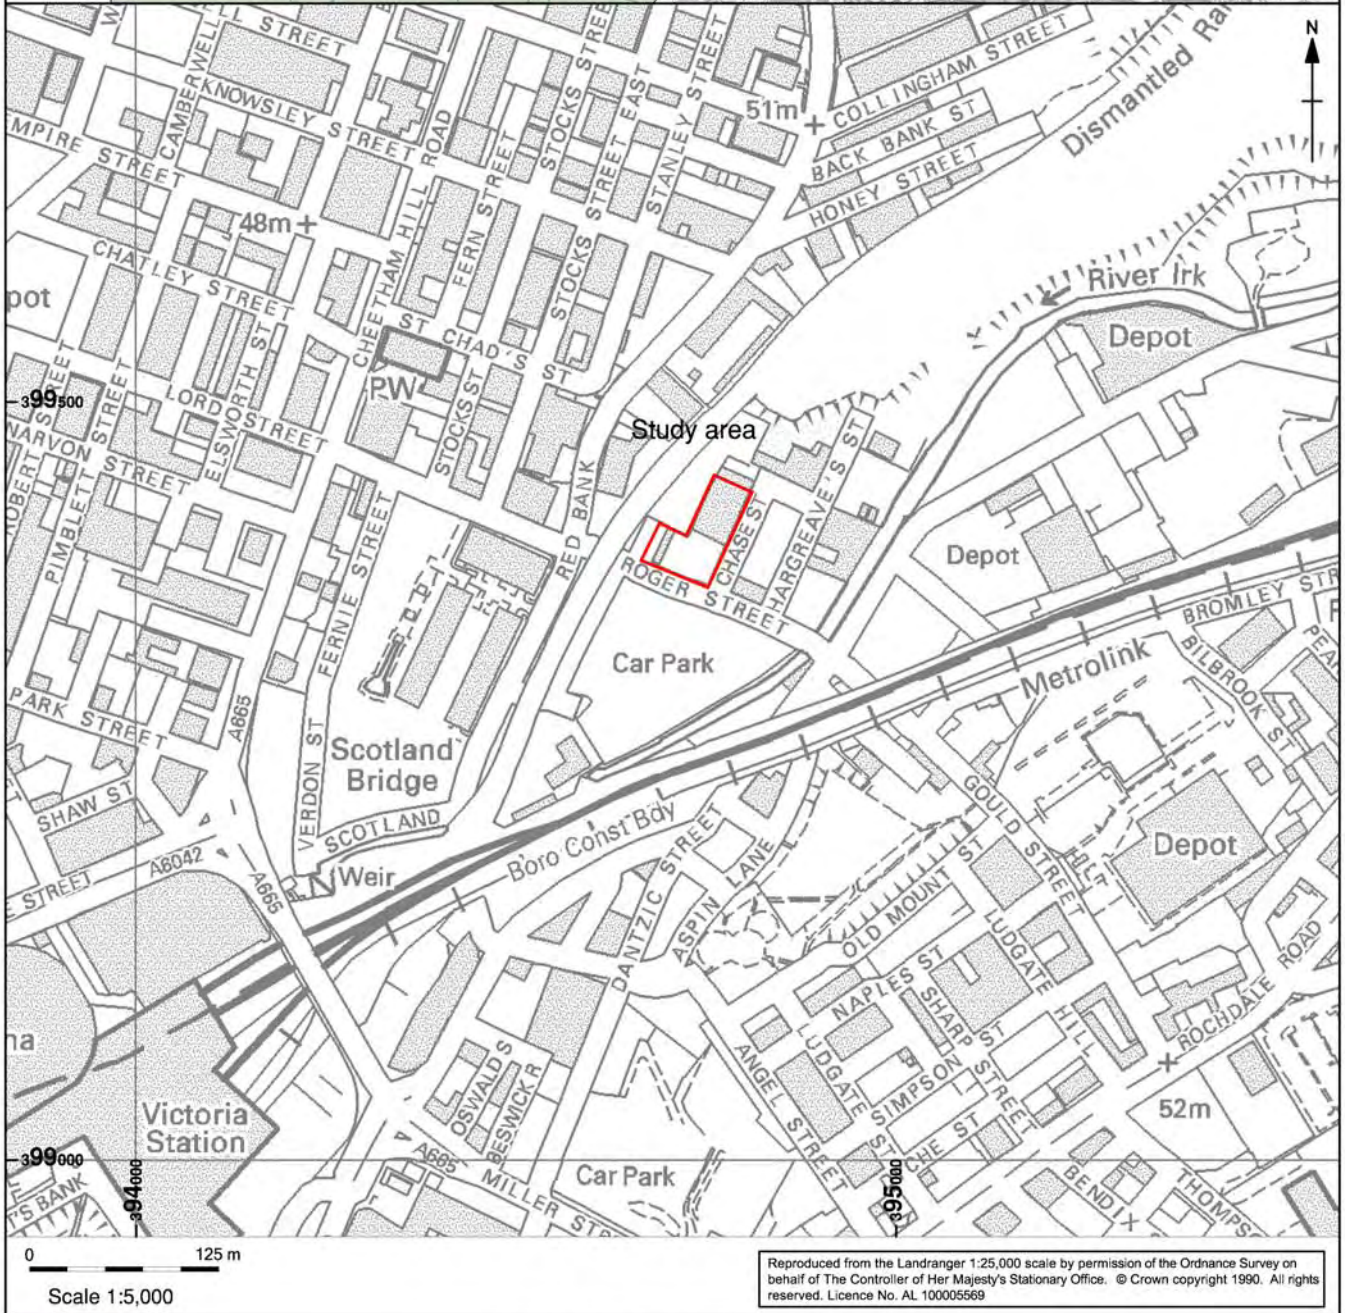 N
KNOWSLEY STREET
CAMBERWELL
EMPIRE STREET
CHEETHAM HILL ROAD
FERN STREET
STOCKS STREET
STOCKS STREET EAST
STANLEY STREET
51m
COLLINGHAM STREET
BACK BANK ST
HONEY STREET
Dismantled
48m
CHATLEY STREET
pot
River Irk
Depot
ST CHAD'S ST
PW
LORD STREET
ELSWORTH ST
STOCKS ST
399500
NARVON STREET
ROBERT STREET
PIMBLETT STREET
Study area
RED BANK
HARGREAVE'S ST
CHASE ST
ROGER STREET
FERNIE STREET
Depot
Car Park
Metrolink
BROMLEY STR
BILBROOK ST
PARK STREET
A665
VERDON ST
Scotland
Bridge
SCOTLAND
SHAW ST
A6042
E STREET
A665
Weir
Boro Const Bdy
DANTZIC STREET
ASPIN LANE
GOULD STREET
OLD MOUNT ST
Depot
LUDGATE HILL
NAPLES ST
SHARP STREET
SIMPSON ST
LUDGATE ST
ANGEL STREET
ROCHDALE ROAD
52m
na
OSWALD S
BESWICK R
Victoria
Station
A665
MILLER STR
Car Park
CHE ST
BENDIX
THOMPSO
399000
T'S BANK
394000
395000
0 125 m
Scale 1:5,000
Reproduced from the Landranger 1:25,000 scale by permission of the Ordnance Survey on
behalf of The Controller of Her Majesty's Stationary Office. © Crown copyright 1990. All rights
reserved. Licence No. AL 100005569